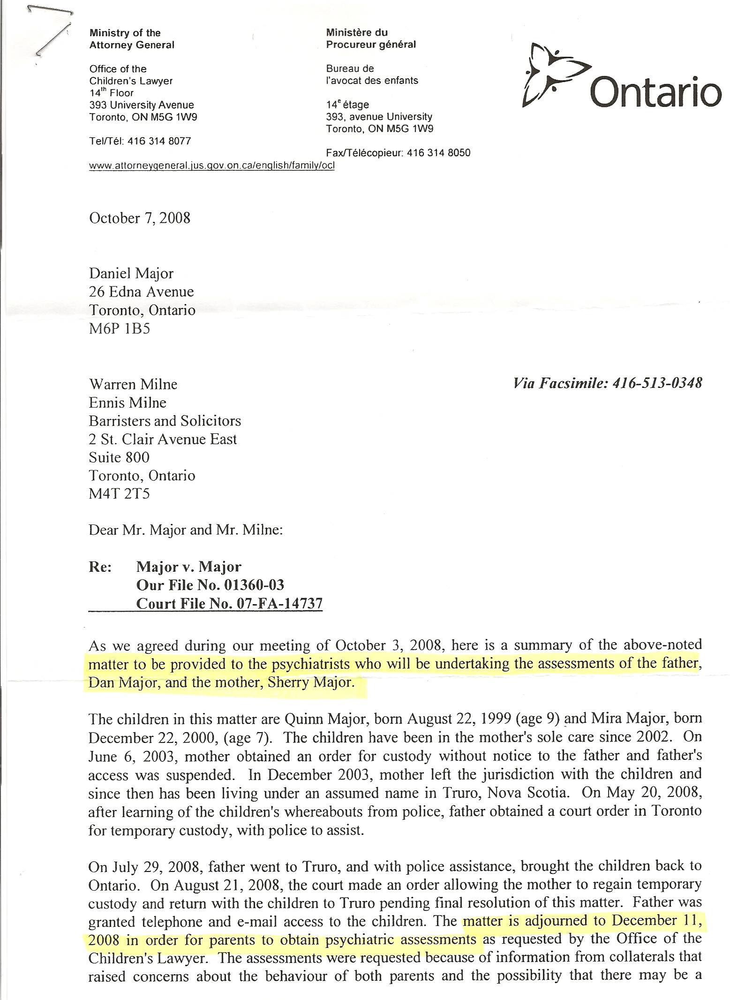 Ministry of the
Attorney General
Office of the
Children's Lawyer
14th Floor
393 University Avenue
Toronto, ON M5G 1W9
Tel/Tél: 416 314 8077
Ministère du
Procureur général
Bureau de
l'avocat des enfants
14e étage
393, avenue University
Toronto, ON M5G 1W9
Fax/Télécopieur: 416 314 8050
www.attorneygeneral.jus.gov.on.ca/english/family/ocl
Ontario
October 7, 2008
Daniel Major
26 Edna Avenue
Toronto, Ontario
M6P 1B5
Warren Milne
Ennis Milne
Barristers and Solicitors
2 St. Clair Avenue East
Suite 800
Toronto, Ontario
M4T 2T5
Via Facsimile: 416-513-0348
Dear Mr. Major and Mr. Milne:
Re: Major v. Major
Our File No. 01360-03
Court File No. 07-FA-14737
As we agreed during our meeting of October 3, 2008, here is a summary of the above-noted
matter to be provided to the psychiatrists who will be undertaking the assessments of the father,
Dan Major, and the mother, Sherry Major.
The children in this matter are Quinn Major, born August 22, 1999 (age 9) and Mira Major, born
December 22, 2000, (age 7). The children have been in the mother's sole care since 2002. On
June 6, 2003, mother obtained an order for custody without notice to the father and father's
access was suspended. In December 2003, mother left the jurisdiction with the children and
since then has been living under an assumed name in Truro, Nova Scotia. On May 20, 2008,
after learning of the children's whereabouts from police, father obtained a court order in Toronto
for temporary custody, with police to assist.
On July 29, 2008, father went to Truro, and with police assistance, brought the children back to
Ontario. On August 21, 2008, the court made an order allowing the mother to regain temporary
custody and return with the children to Truro pending final resolution of this matter. Father was
granted telephone and e-mail access to the children. The matter is adjourned to December 11,
2008 in order for parents to obtain psychiatric assessments as requested by the Office of the
Children's Lawyer. The assessments were requested because of information from collaterals that
raised concerns about the behaviour of both parents and the possibility that there may be a